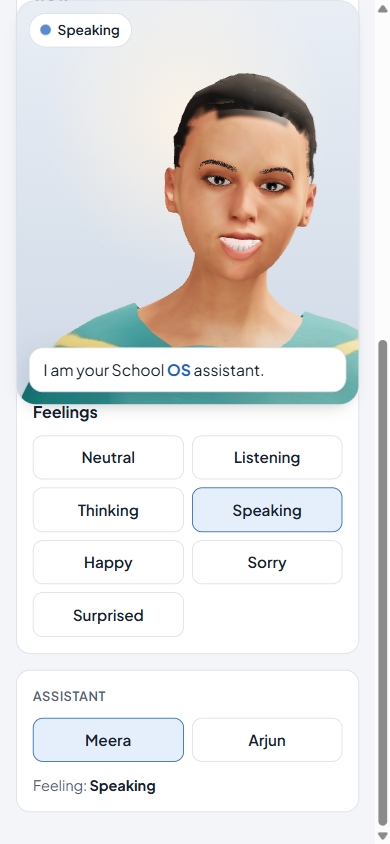 Speaking
I am your School OS assistant.
Feelings
Neutral
Listening
Thinking
Speaking
Happy
Sorry
Surprised
ASSISTANT
Meera
Arjun
Feeling: Speaking